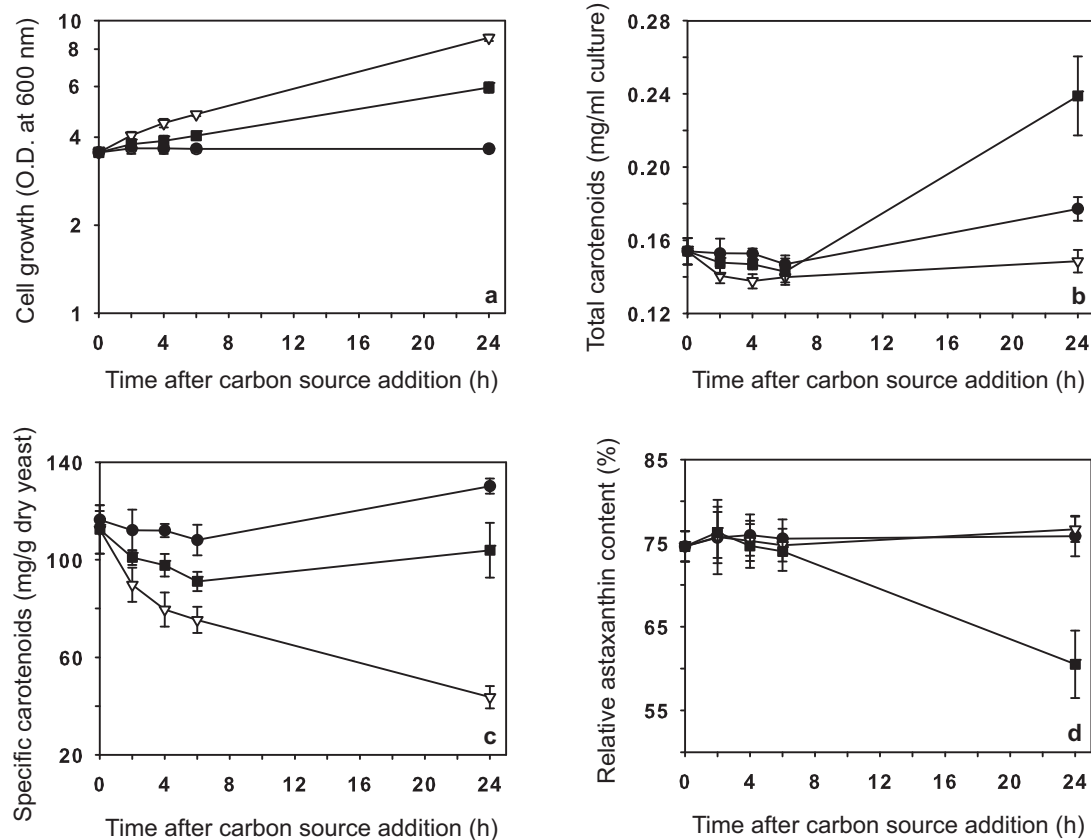 Cell growth (O.D. at 600 nm)
10
8
6
4
2
1
a
0 4 8 12 16 20 24
Time after carbon source addition (h)
Total carotenoids (mg/ml culture)
0.28
0.24
0.20
0.16
0.12
b
0 4 8 12 16 20 24
Time after carbon source addition (h)
Specific carotenoids (mg/g dry yeast)
140
100
60
20
c
0 4 8 12 16 20 24
Time after carbon source addition (h)
Relative astaxanthin content (%)
85
75
65
55
d
0 4 8 12 16 20 24
Time after carbon source addition (h)